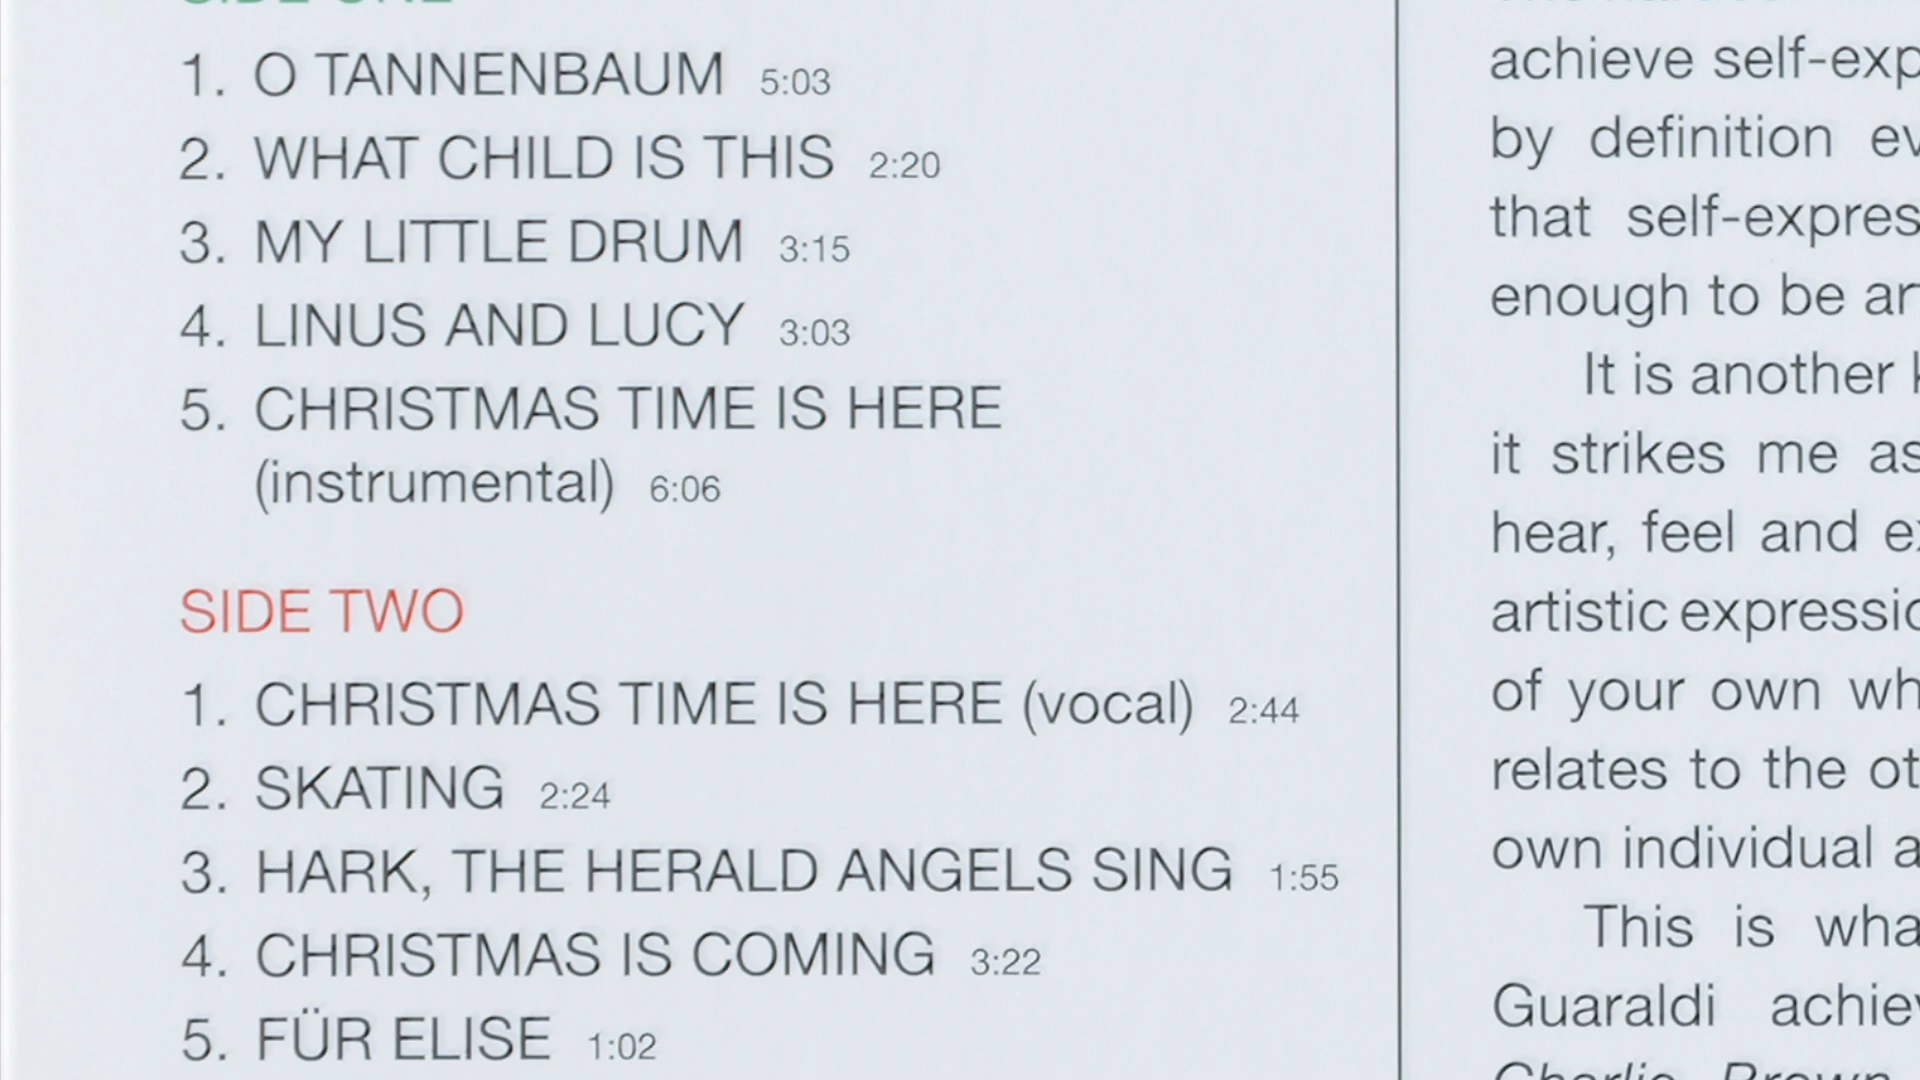 SIDE ONE
1. O TANNENBAUM 5:03
2. WHAT CHILD IS THIS 2:20
3. MY LITTLE DRUM 3:15
4. LINUS AND LUCY 3:03
5. CHRISTMAS TIME IS HERE
(instrumental) 6:06
SIDE TWO
1. CHRISTMAS TIME IS HERE (vocal) 2:44
2. SKATING 2:24
3. HARK, THE HERALD ANGELS SING 1:55
4. CHRISTMAS IS COMING 3:22
5. FÜR ELISE 1:02
achieve self-exp
by definition ev
that self-expres
enough to be ar
It is another
it strikes me as
hear, feel and e
artistic expressio
of your own wh
relates to the ot
own individual a
This is wha
Guaraldi achiev
Charlie Brown